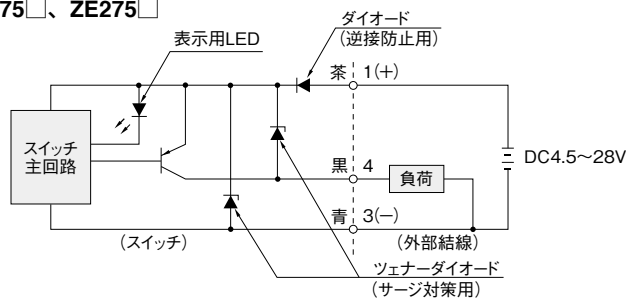 75□、ZE275□
ダイオード
(逆接防止用)
表示用LED
茶 1(+)
スイッチ
主回路
DC4.5〜28V
黒 4
負荷
青 3(−)
(スイッチ)
(外部結線)
ツェナーダイオード
(サージ対策用)